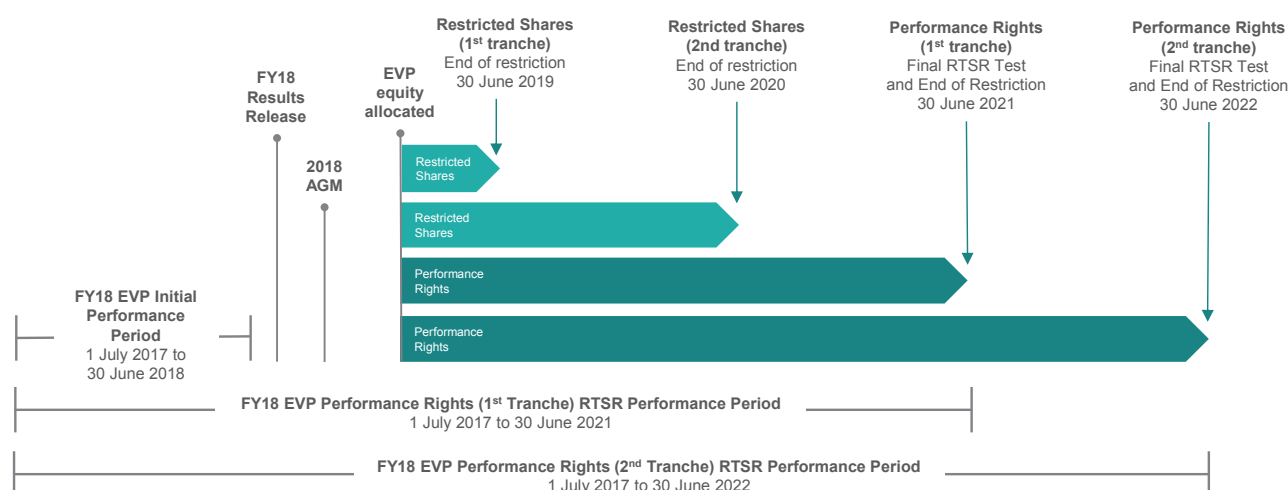 Restricted Shares
(1st tranche)
End of restriction
30 June 2019
Restricted Shares
(2nd tranche)
End of restriction
30 June 2020
Performance Rights
(1st tranche)
Final RTSR Test
and End of Restriction
30 June 2021
Performance Rights
(2nd tranche)
Final RTSR Test
and End of Restriction
30 June 2022
FY18
Results
Release
2018
AGM
EVP
equity
allocated
Restricted
Shares
Restricted
Shares
Performance
Rights
Performance
Rights
FY18 EVP Initial
Performance
Period
1 July 2017 to
30 June 2018
FY18 EVP Performance Rights (1st Tranche) RTSR Performance Period
1 July 2017 to 30 June 2021
FY18 EVP Performance Rights (2nd Tranche) RTSR Performance Period
1 July 2017 to 30 June 2022